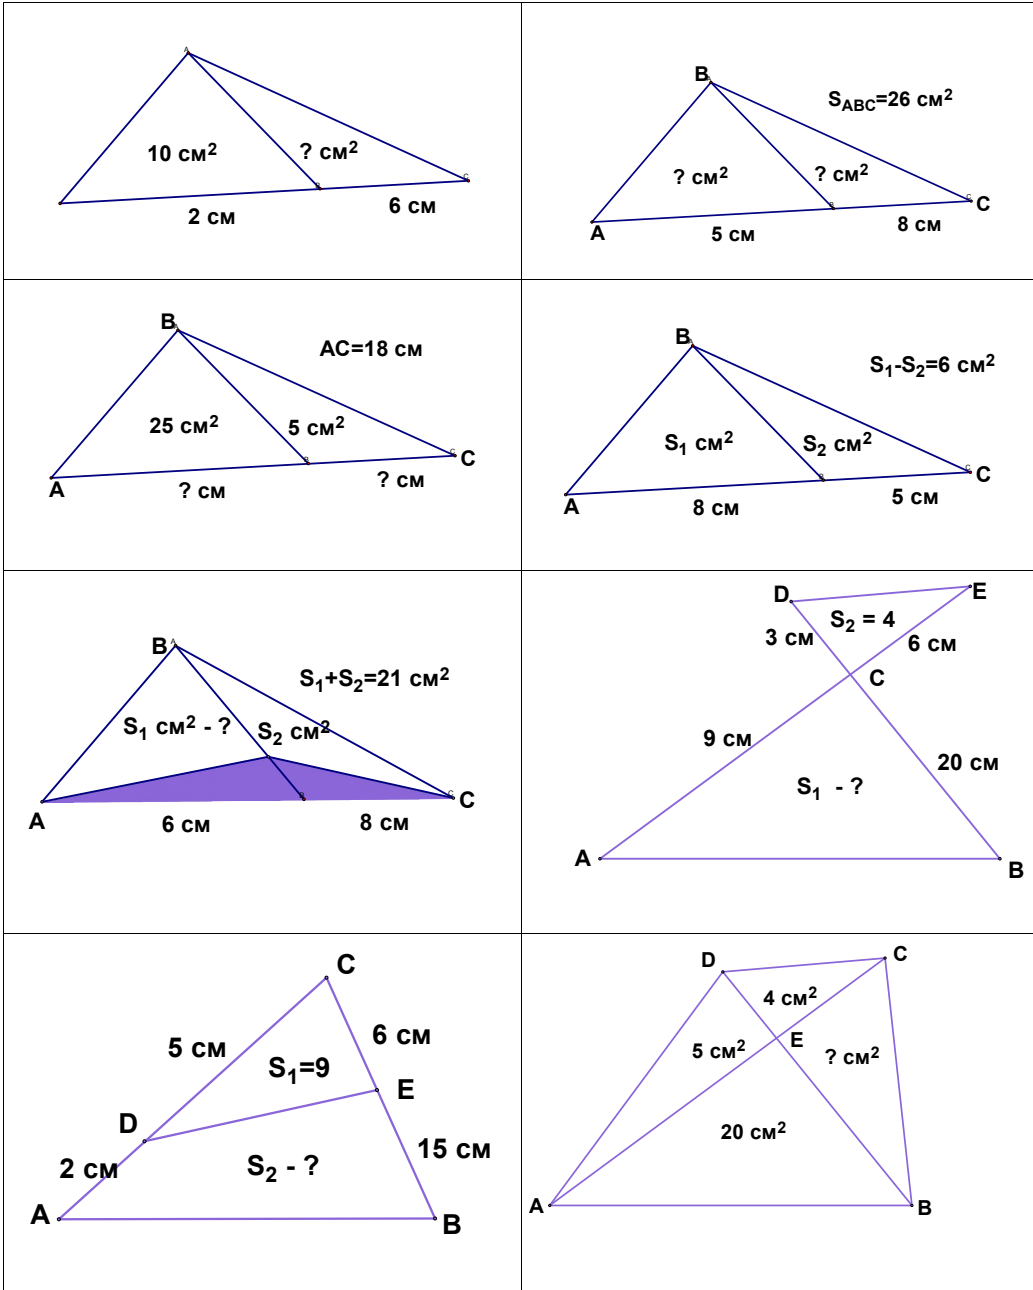 A
10 см²
? см²
B
C
2 см
6 см
B
S_ABC=26 см²
? см²
? см²
A
5 см
8 см
C
B
AC=18 см
25 см²
5 см²
A
? см
? см
C
B
S₁-S₂=6 см²
S₁ см²
S₂ см²
A
8 см
5 см
C
B
S₁+S₂=21 см²
S₁ см² - ?
S₂ см²
A
6 см
8 см
C
D
E
S₂ = 4
3 см
6 см
C
9 см
20 см
S₁ - ?
A
B
C
5 см
6 см
S₁=9
E
D
2 см
15 см
S₂ - ?
A
B
D
C
4 см²
5 см²
E
? см²
20 см²
A
B